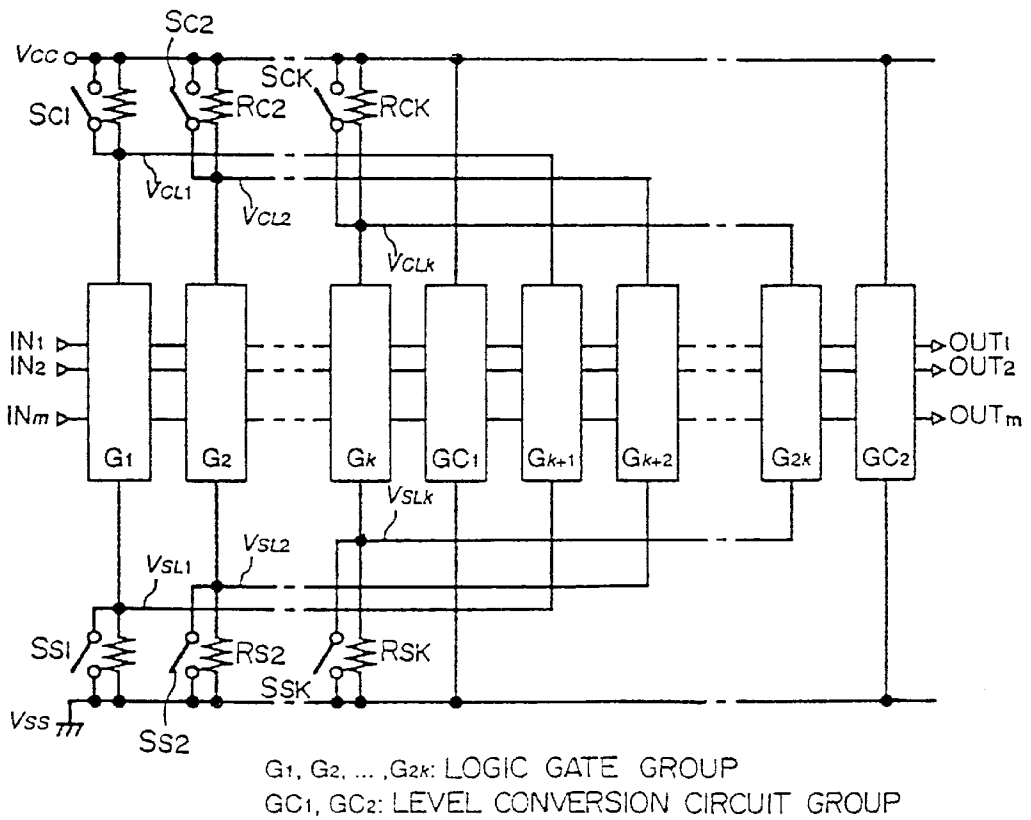 SC2
VCC
SCK
SC1
RC2
RCK
VCL1
VCL2
VCLk
IN1
IN2
INm
OUT1
OUT2
OUTm
G1
G2
Gk
GC1
Gk+1
Gk+2
G2k
GC2
VSLk
VSL2
VSL1
SS1
RS2
RSK
SSK
VSS
SS2
G1, G2, ... ,G2k: LOGIC GATE GROUP
GC1, GC2: LEVEL CONVERSION CIRCUIT GROUP